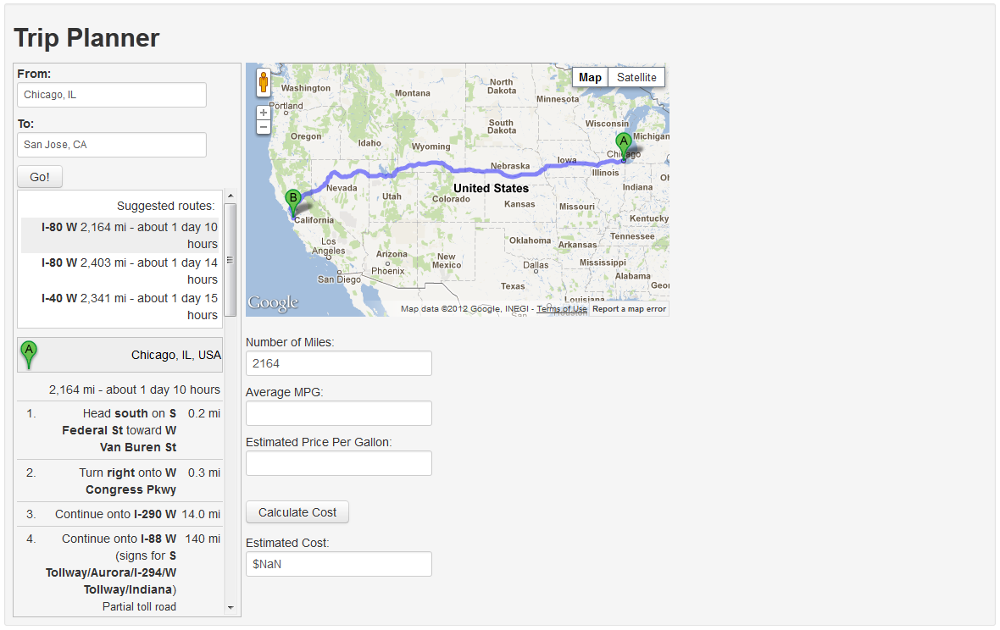 Trip Planner
From:
Chicago, IL
To:
San Jose, CA
Go!
Suggested routes:
I-80 W 2,164 mi - about 1 day 10
hours
I-80 W 2,403 mi - about 1 day 14
hours
I-40 W 2,341 mi - about 1 day 15
hours
A
Chicago, IL, USA
2,164 mi - about 1 day 10 hours
1. Head south on S 0.2 mi
Federal St toward W
Van Buren St
2. Turn right onto W 0.3 mi
Congress Pkwy
3. Continue onto I-290 W 14.0 mi
4. Continue onto I-88 W 140 mi
(signs for S
Tollway/Aurora/I-294/W
Tollway/Indiana)
Partial toll road
Map Satellite
+
−
Washington
Montana
North
Dakota
Minnesota
Portland
Oregon
Idaho
Wyoming
South
Dakota
Wisconsin
Michigan
A
Chicago
Iowa
Nebraska
Illinois
Indiana
United States
Nevada
Utah
Colorado
Kansas
Missouri
B
California
Kentucky
Los
Angeles
Arizona
New
Mexico
Oklahoma
Arkansas
Tennessee
Phoenix
Dallas
Mississippi
San Diego
Alabama
Texas
Louisiana
Google
Map data ©2012 Google, INEGI - Terms of Use Report a map error
Number of Miles:
2164
Average MPG:
Estimated Price Per Gallon:
Calculate Cost
Estimated Cost:
$NaN